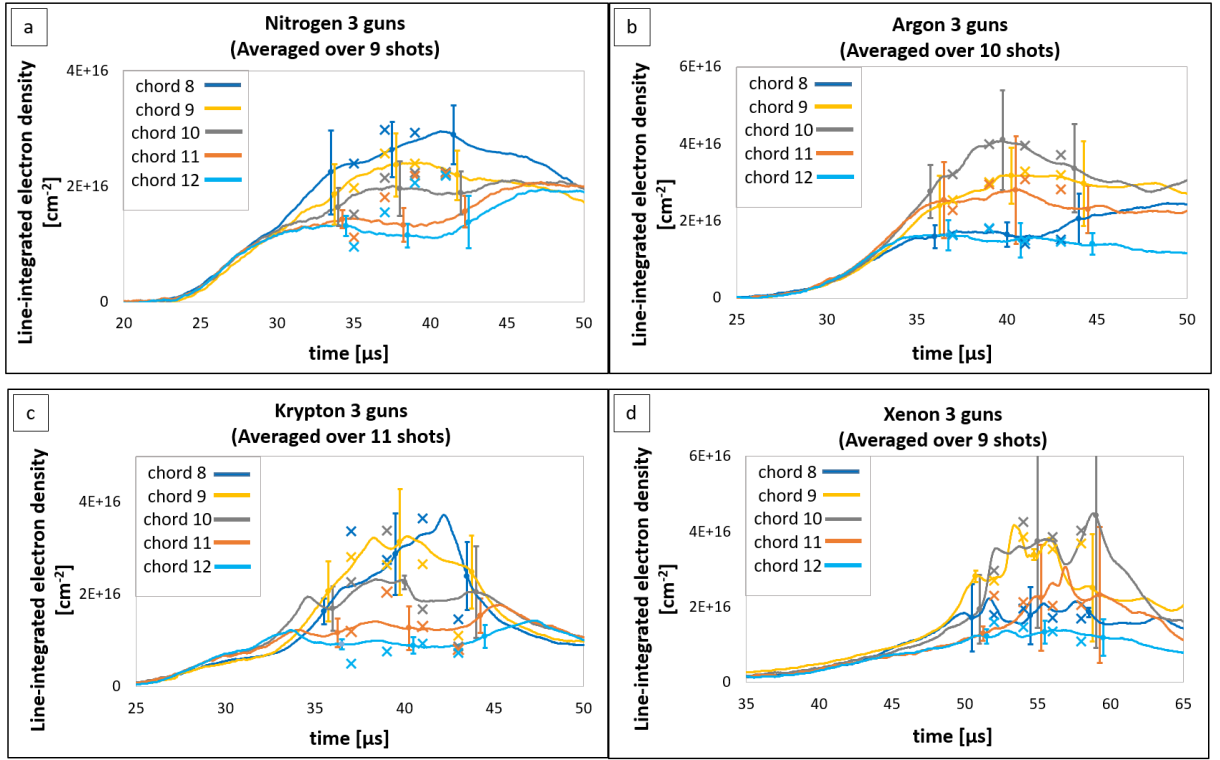 a
Nitrogen 3 guns
(Averaged over 9 shots)
Line-integrated electron density
[cm⁻²]
4E+16
2E+16
0
chord 8
chord 9
chord 10
chord 11
chord 12
20 25 30 35 40 45 50
time [µs]
b
Argon 3 guns
(Averaged over 10 shots)
Line-integrated electron density
[cm⁻²]
6E+16
4E+16
2E+16
0
chord 8
chord 9
chord 10
chord 11
chord 12
25 30 35 40 45 50
time [µs]
c
Krypton 3 guns
(Averaged over 11 shots)
Line-integrated electron density
[cm⁻²]
4E+16
2E+16
0
chord 8
chord 9
chord 10
chord 11
chord 12
25 30 35 40 45 50
time [µs]
d
Xenon 3 guns
(Averaged over 9 shots)
Line-integrated electron density
[cm⁻²]
6E+16
4E+16
2E+16
0
chord 8
chord 9
chord 10
chord 11
chord 12
35 40 45 50 55 60 65
time [µs]